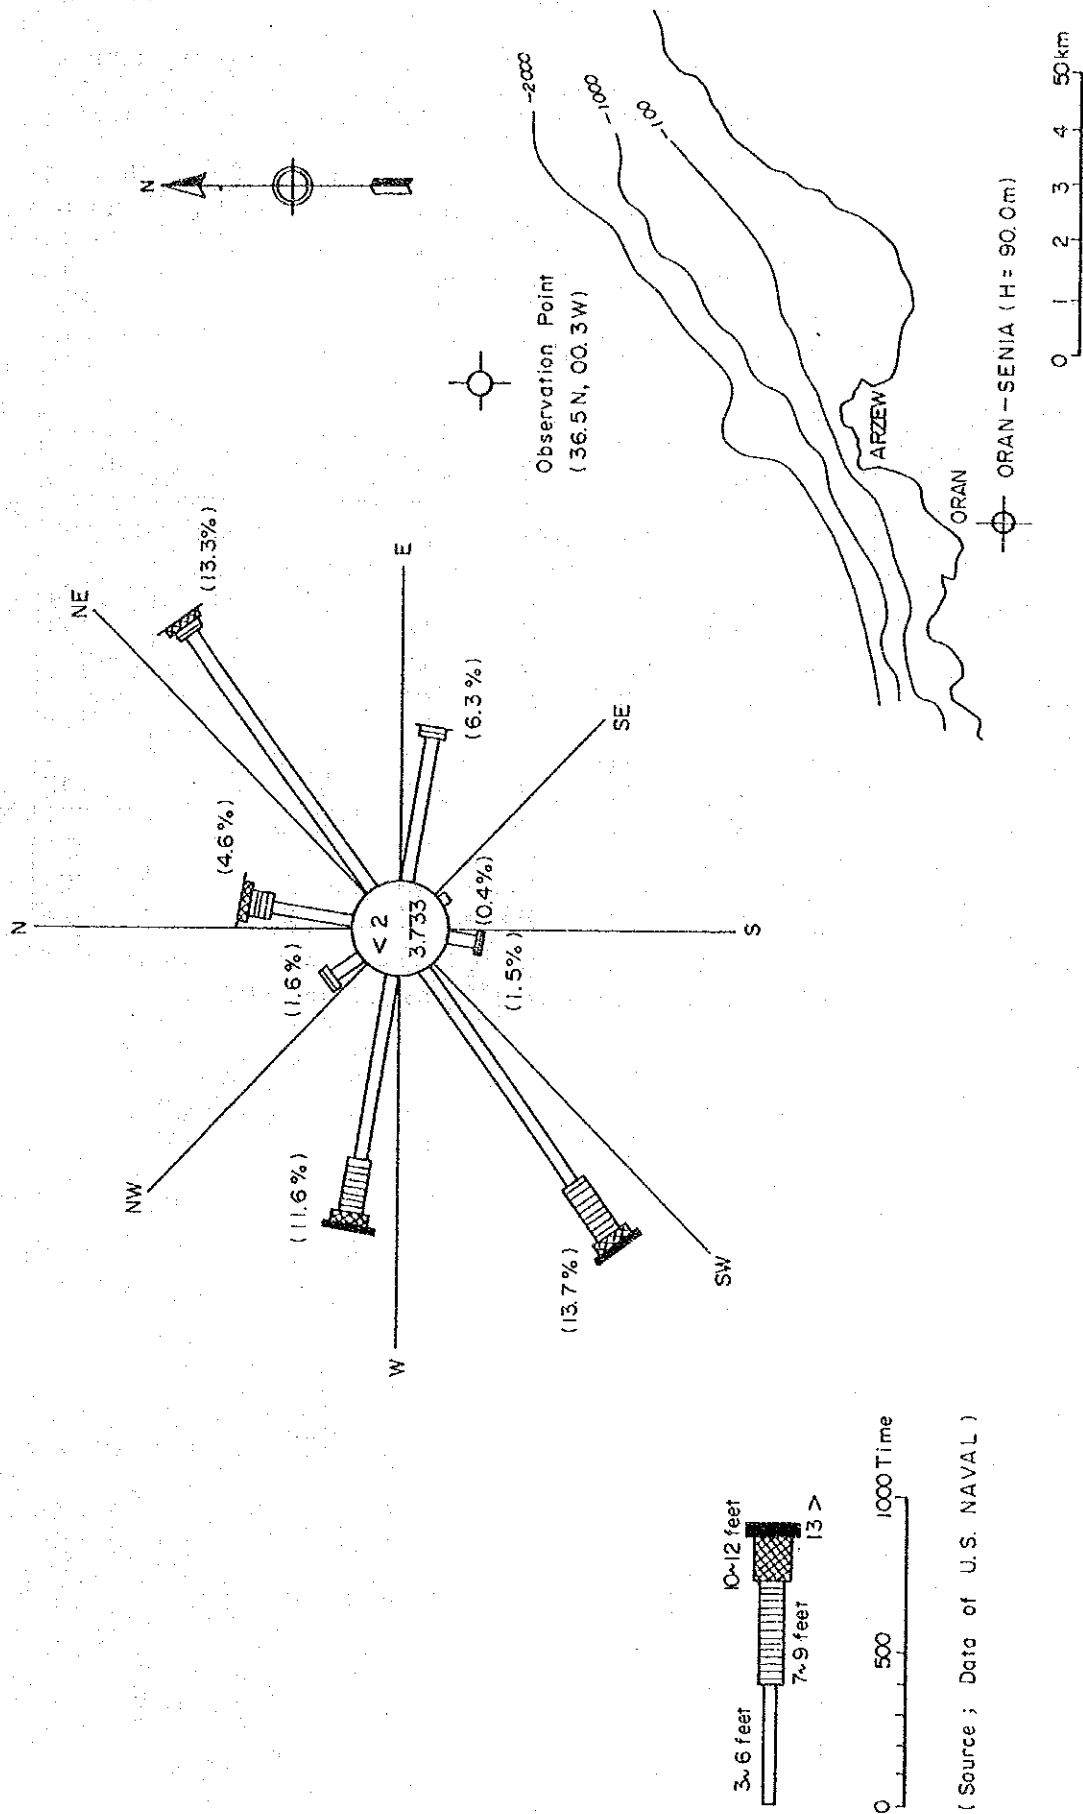 N
NE
(13.3%)
(4.6%)
N
(1.6%)
NW
(11.6%)
W
< 2
3.733
E
(6.3%)
SE
(0.4%)
S
(1.5%)
(13.7%)
SW
Observation Point
(36.5N, 00.3W)
-2000
-1000
-100
ARZEW
ORAN
ORAN-SENIA (H= 90.0m)
0 1 2 3 4 50km
3~6 feet
7~9 feet
10~12 feet
13 >
0 500 1000 Time
( Source ; Data of U.S. NAVAL )